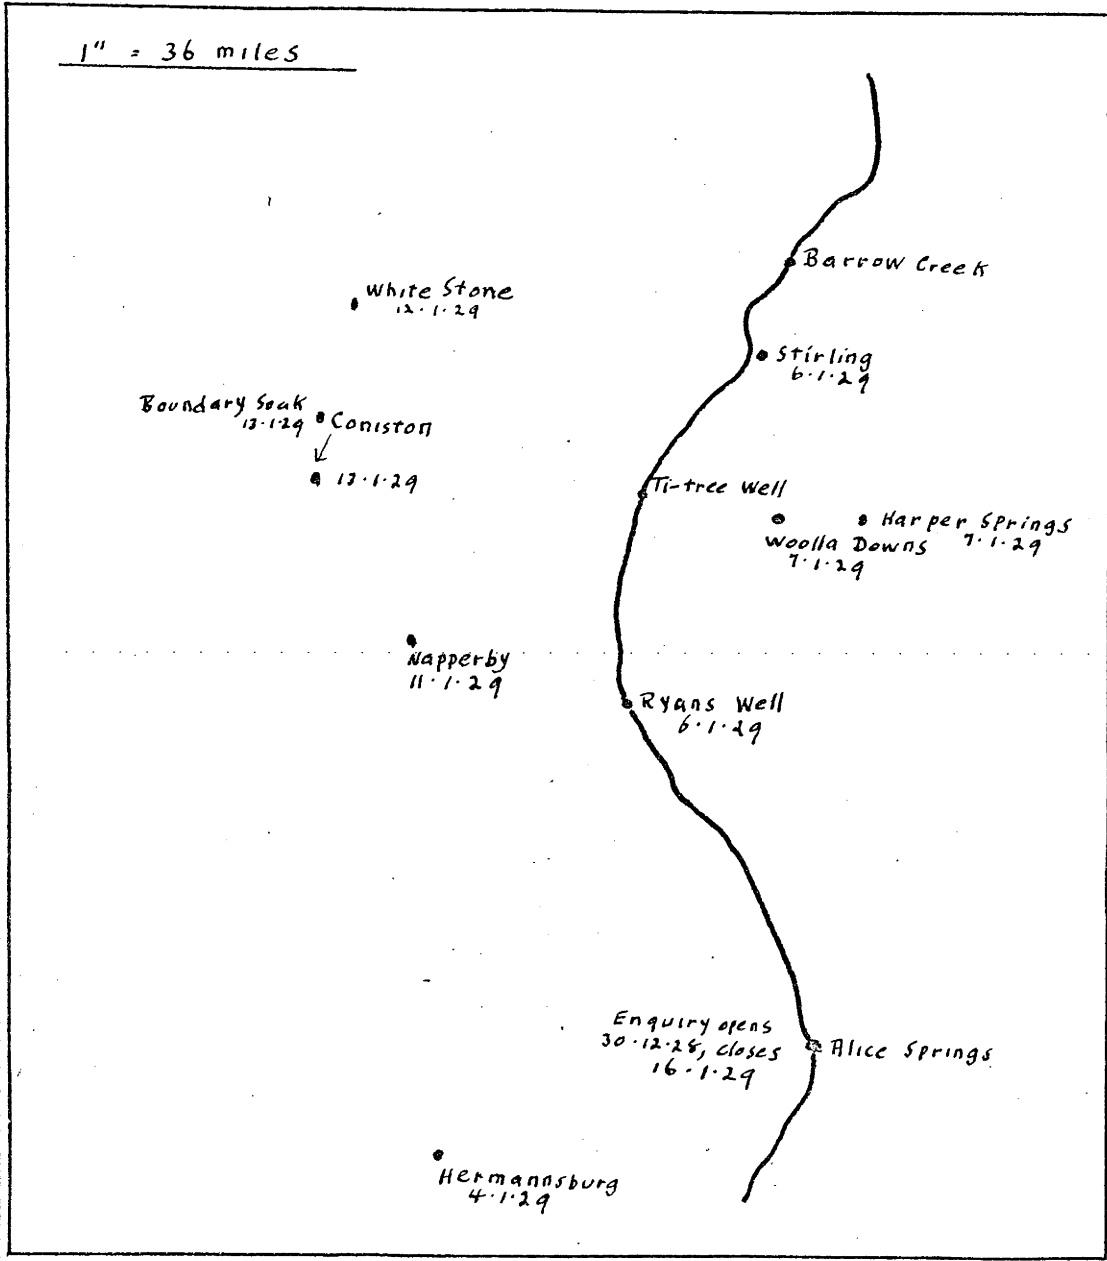 1" = 36 miles
Barrow Creek
White Stone
12·1·29
Stirling
6·1·29
Boundary Soak
13·1·29
Coniston
13·1·29
Ti-tree Well
Harper Springs
7·1·29
Woolla Downs
7·1·29
Napperby
11·1·29
Ryans Well
6·1·29
Enquiry opens
30·12·28, closes
16·1·29
Alice Springs
Hermannsburg
4·1·29